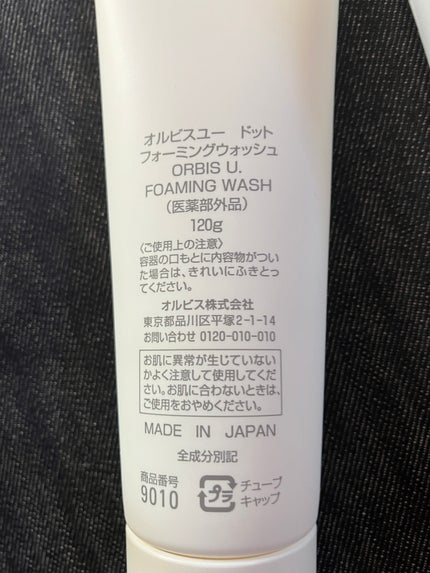 オルビスユー ドット
フォーミングウォッシュ
ORBIS U.
FOAMING WASH
(医薬部外品)
120g
〈ご使用上の注意〉
容器の口もとに内容物がつい
た場合は、きれいにふきとっ
てください。
オルビス株式会社
東京都品川区平塚2-1-14
お問い合わせ 0120-010-010
お肌に異常が生じていない
かよく注意して使用してくだ
さい。お肌に合わないときは、
ご使用をおやめください。
MADE IN JAPAN
全成分別記
商品番号
9010
プラ
チューブ
キャップ